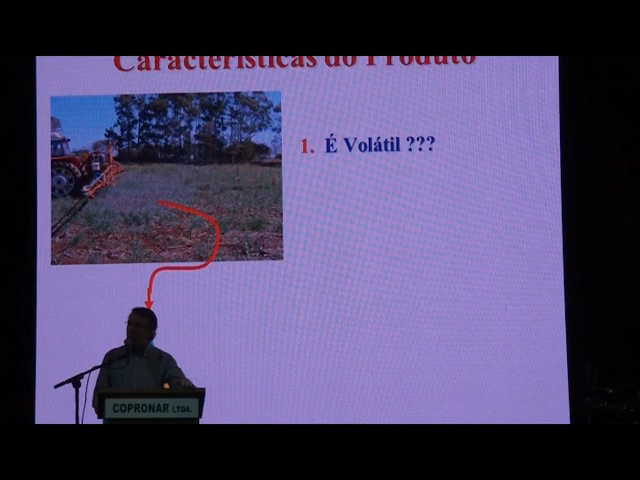 Características do Produto
1. É Volátil ???
COPRONAR LTDA.